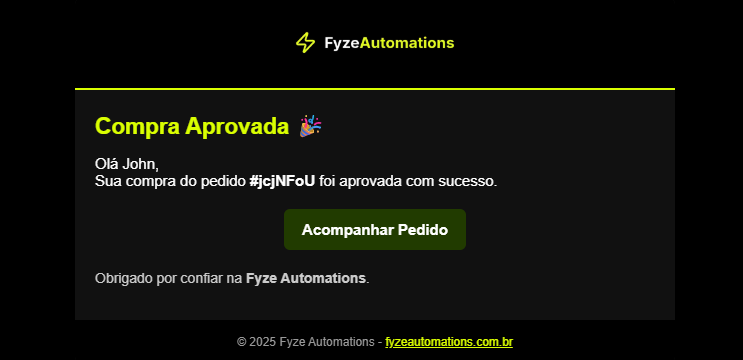 FyzeAutomations
Compra Aprovada 🎉
Olá John,
Sua compra do pedido #jcjNFoU foi aprovada com sucesso.
Acompanhar Pedido
Obrigado por confiar na Fyze Automations.
© 2025 Fyze Automations - fyzeautomations.com.br